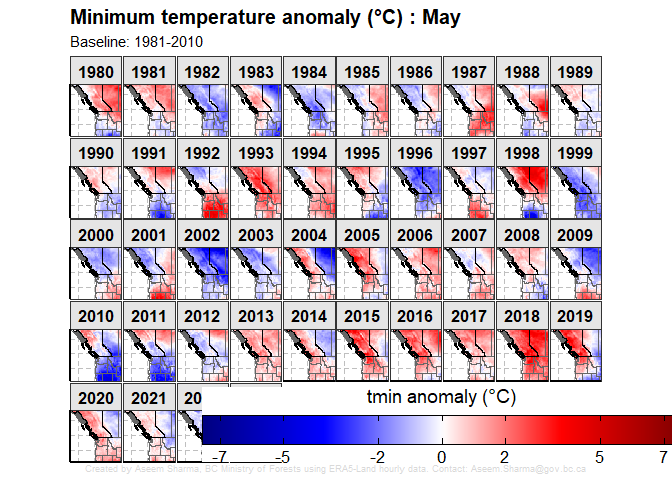 Minimum temperature anomaly (°C) : May
Baseline: 1981-2010
1980 1981 1982 1983 1984 1985 1986 1987 1988 1989
1990 1991 1992 1993 1994 1995 1996 1997 1998 1999
2000 2001 2002 2003 2004 2005 2006 2007 2008 2009
2010 2011 2012 2013 2014 2015 2016 2017 2018 2019
2020 2021 20
tmin anomaly (°C)
-7 -5 -2 0 2 5 7
Created by Aseem Sharma, BC Ministry of Forests using ERA5-Land hourly data. Contact: Aseem.Sharma@gov.bc.ca